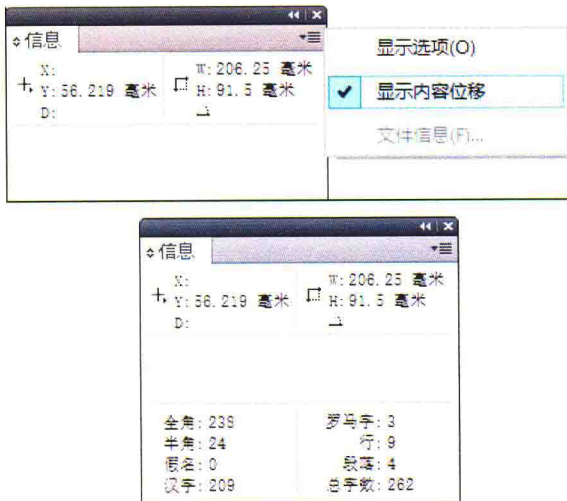 信息
X:
Y: 56.219 毫米
D:
W: 206.25 毫米
H: 91.5 毫米
显示选项(O)
显示内容位移
文件信息(F)...
信息
X:
Y: 56.219 毫米
D:
W: 206.25 毫米
H: 91.5 毫米
全角: 238
半角: 24
假名: 0
汉字: 209
罗马字: 3
行: 9
段落: 4
总字数: 262